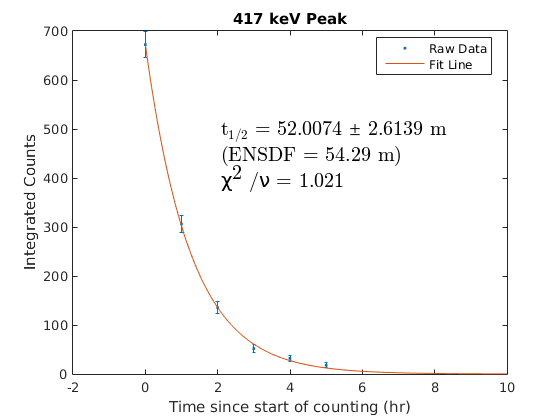 417 keV Peak
700
600
500
400
300
200
100
0
Integrated Counts
Raw Data
Fit Line
t1/2 = 52.0074 ± 2.6139 m
(ENSDF = 54.29 m)
χ2 /ν = 1.021
-2 0 2 4 6 8 10
Time since start of counting (hr)